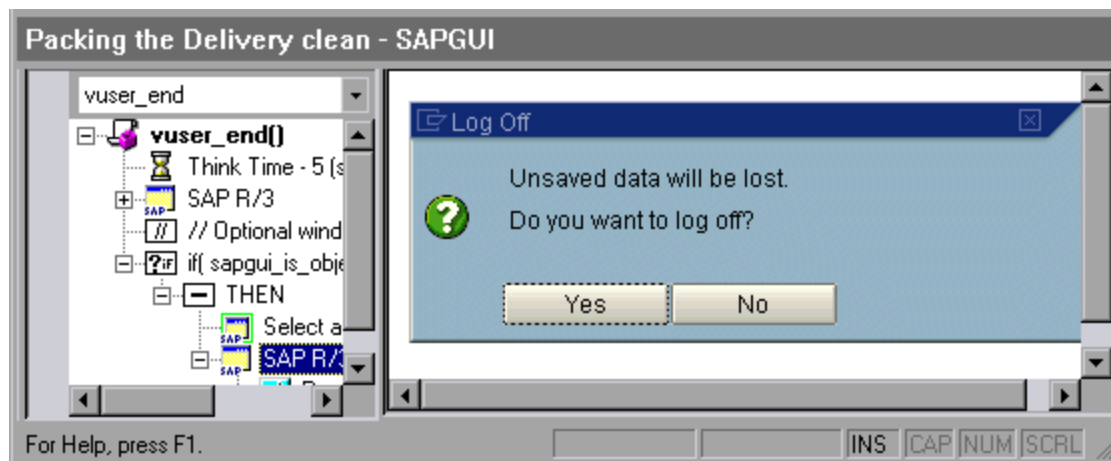 Packing the Delivery clean - SAPGUI
vuser_end
vuser_end()
Think Time - 5 (s
SAP R/3
// // Optional wind
?IF if( sapgui_is_obje
THEN
Select a
SAP R/3
Log Off
Unsaved data will be lost.
Do you want to log off?
Yes No
For Help, press F1.
INS CAP NUM SCRL